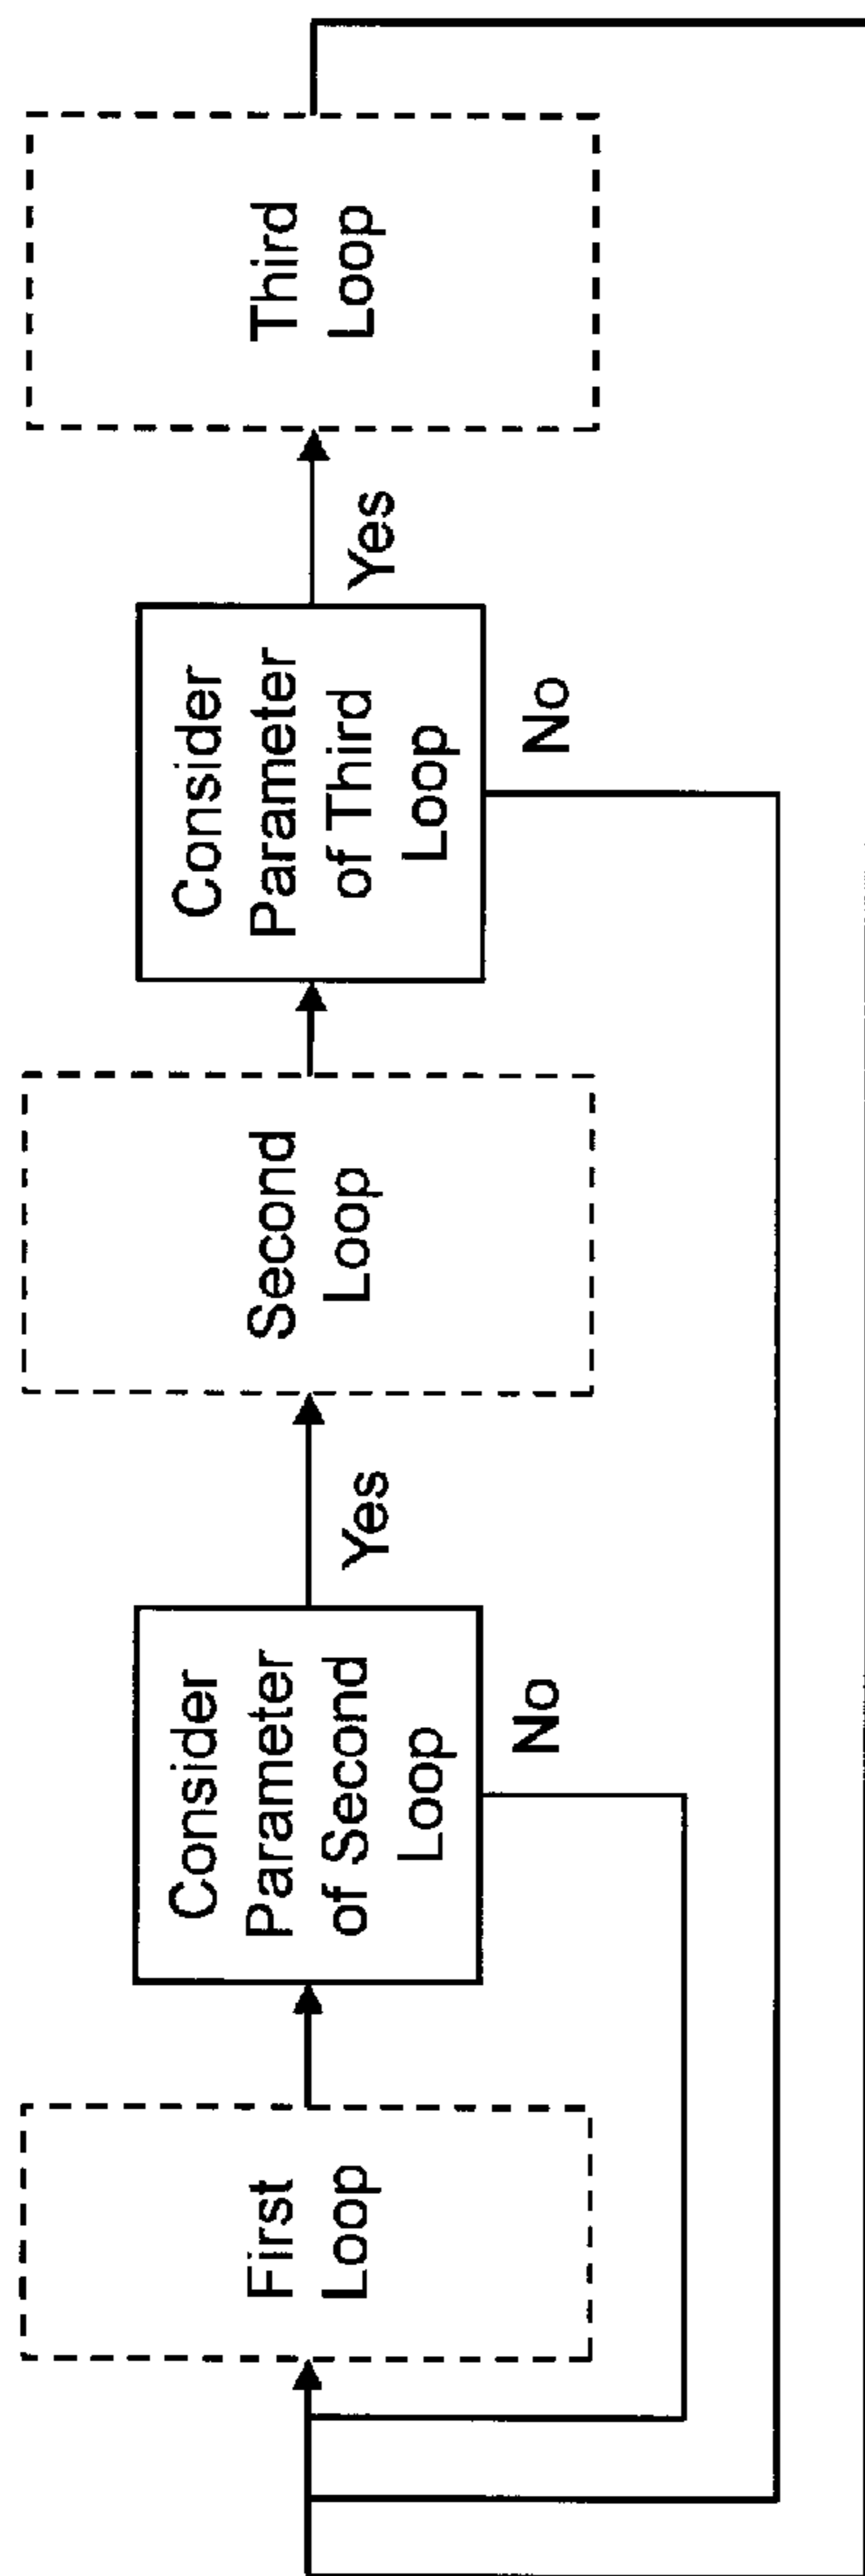 First
Loop
Consider
Parameter
of Second
Loop
Yes
No
Second
Loop
Consider
Parameter
of Third
Loop
Yes
No
Third
Loop